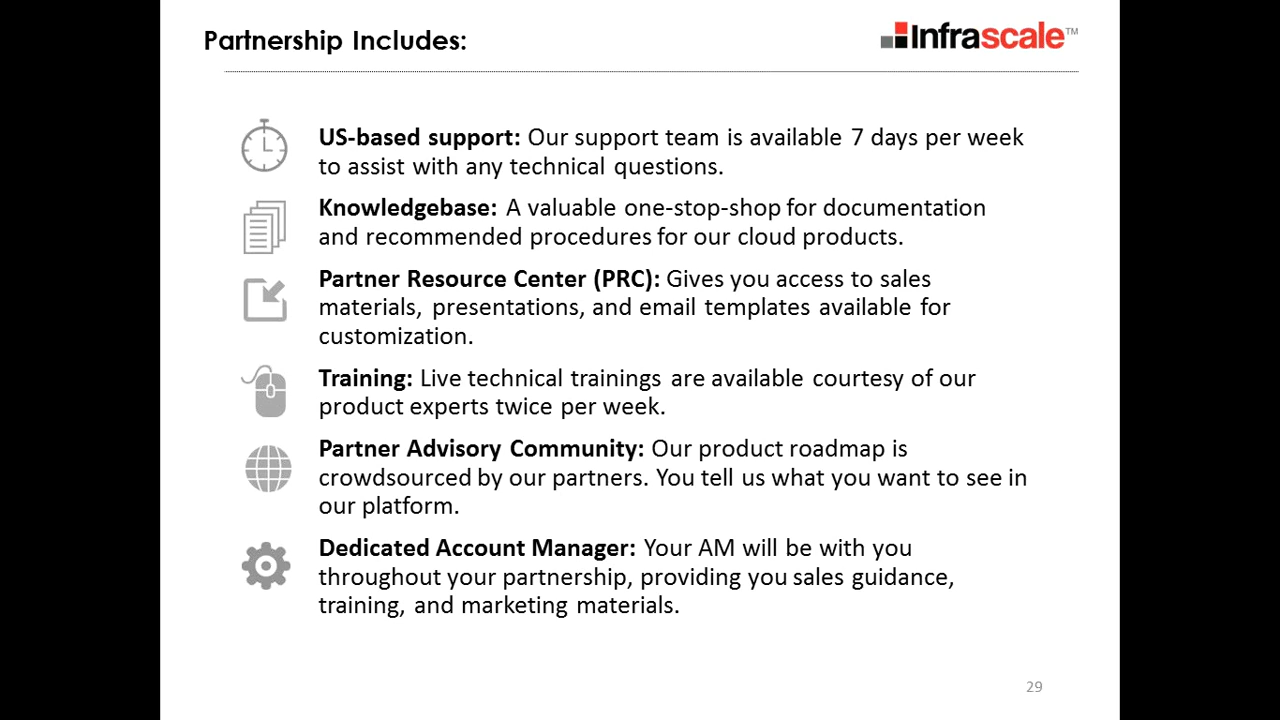 Partnership Includes:
Infrascale™
US-based support: Our support team is available 7 days per week
to assist with any technical questions.
Knowledgebase: A valuable one-stop-shop for documentation
and recommended procedures for our cloud products.
Partner Resource Center (PRC): Gives you access to sales
materials, presentations, and email templates available for
customization.
Training: Live technical trainings are available courtesy of our
product experts twice per week.
Partner Advisory Community: Our product roadmap is
crowdsourced by our partners. You tell us what you want to see in
our platform.
Dedicated Account Manager: Your AM will be with you
throughout your partnership, providing you sales guidance,
training, and marketing materials.
29